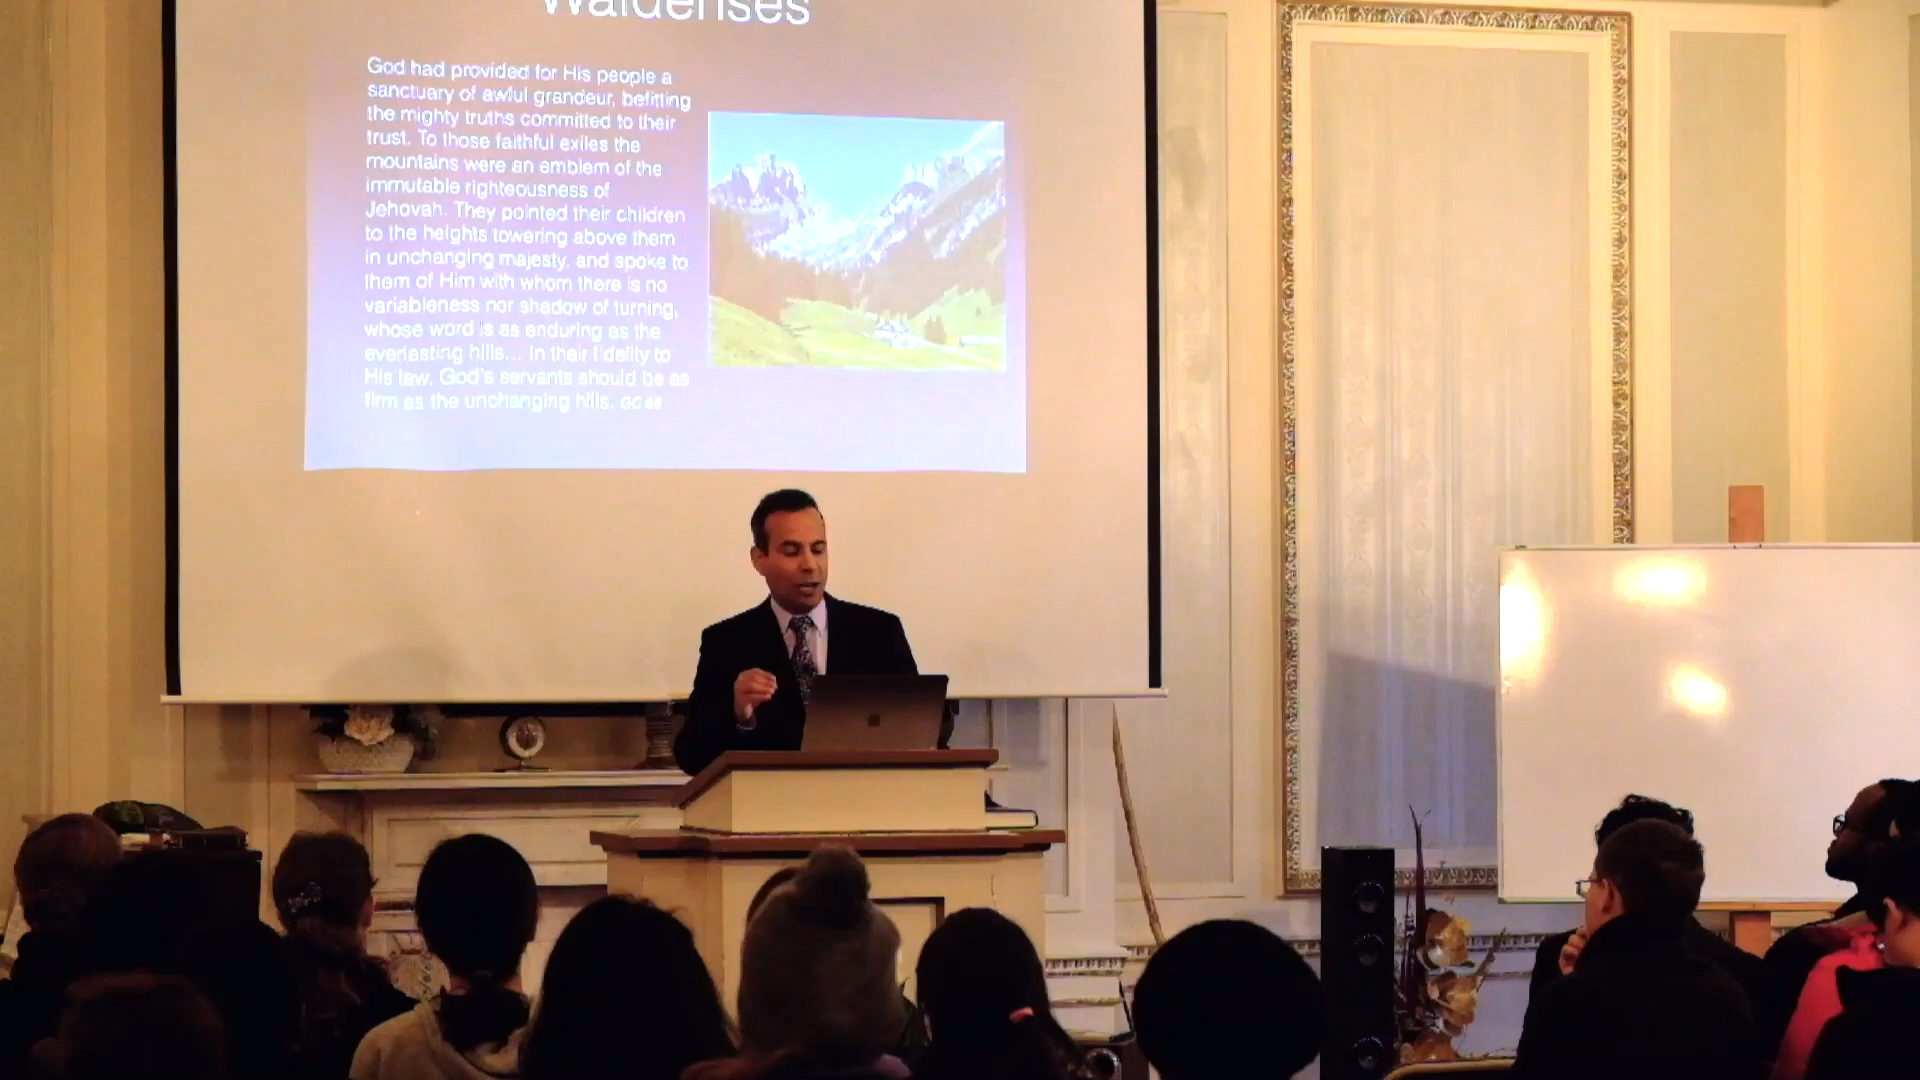 Waldenses
God had provided for His people a
sanctuary of awful grandeur, befitting
the mighty truths committed to their
trust. To those faithful exiles the
mountains were an emblem of the
immutable righteousness of
Jehovah. They pointed their children
to the heights towering above them
in unchanging majesty, and spoke to
them of Him with whom there is no
variableness nor shadow of turning,
whose word is as enduring as the
everlasting hills... In their fidelity to
His law, God's servants should be as
firm as the unchanging hills. GC